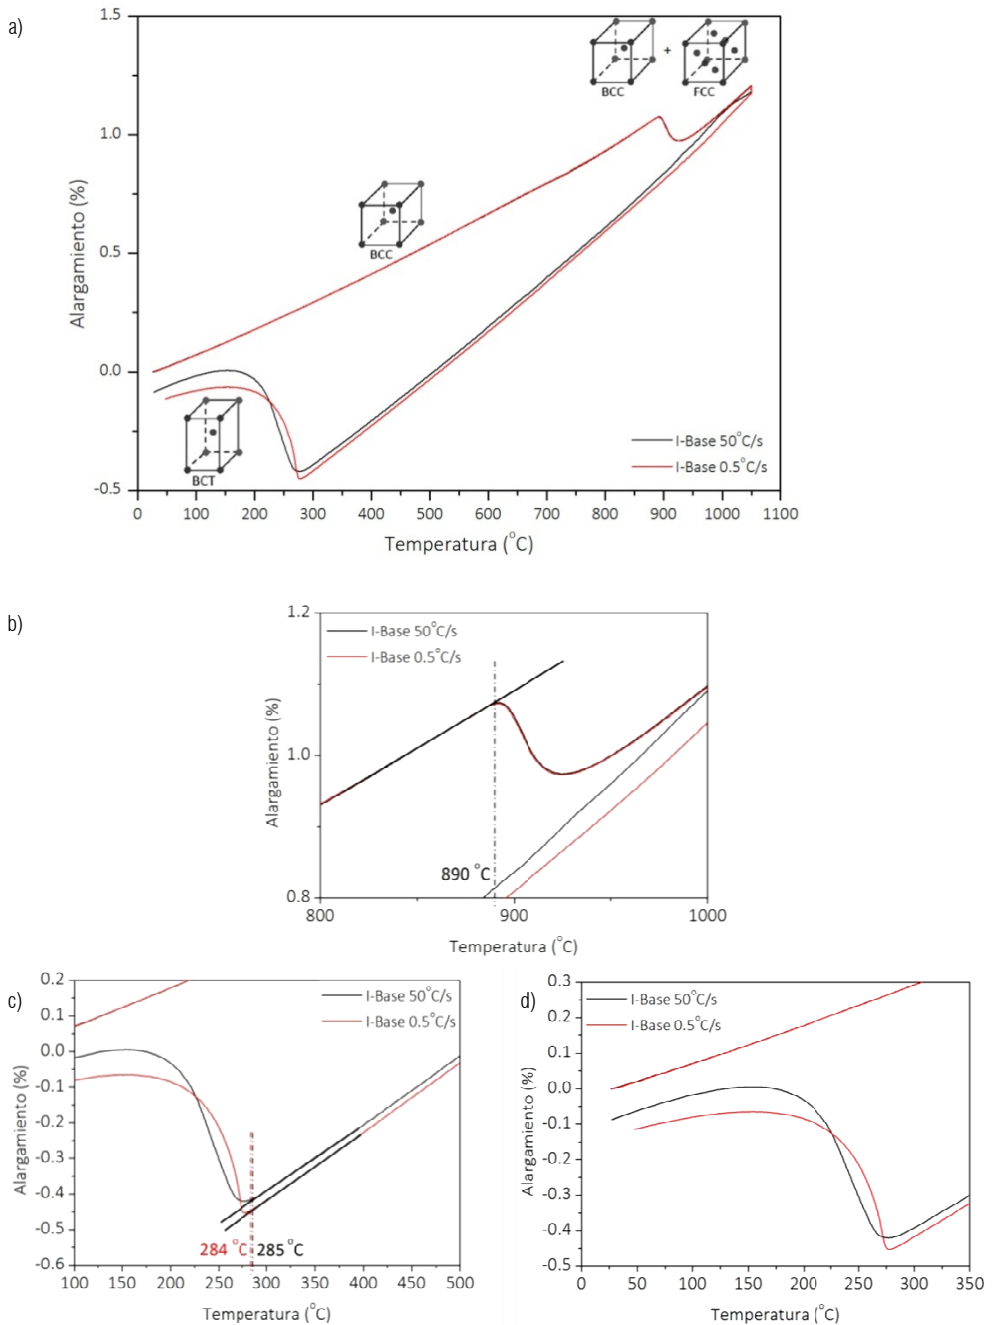 a)
1.5
1.0
0.5
0.0
-0.5
Alargamiento (%)
BCC
+
FCC
BCC
BCT
I-Base 50°C/s
I-Base 0.5°C/s
0 100 200 300 400 500 600 700 800 900 1000 1100
Temperatura (°C)
b)
1.2
1.0
0.8
Alargamiento (%)
I-Base 50°C/s
I-Base 0.5°C/s
890 °C
800 900 1000
Temperatura (°C)
c)
0.2
0.1
0.0
-0.1
-0.2
-0.3
-0.4
-0.5
-0.6
Alargamiento (%)
I-Base 50°C/s
I-Base 0.5°C/s
284 °C 285 °C
100 150 200 250 300 350 400 450 500
Temperatura (°C)
d)
0.3
0.2
0.1
0.0
-0.1
-0.2
-0.3
-0.4
-0.5
Alargamiento (%)
I-Base 50°C/s
I-Base 0.5°C/s
0 50 100 150 200 250 300 350
Temperatura (°C)